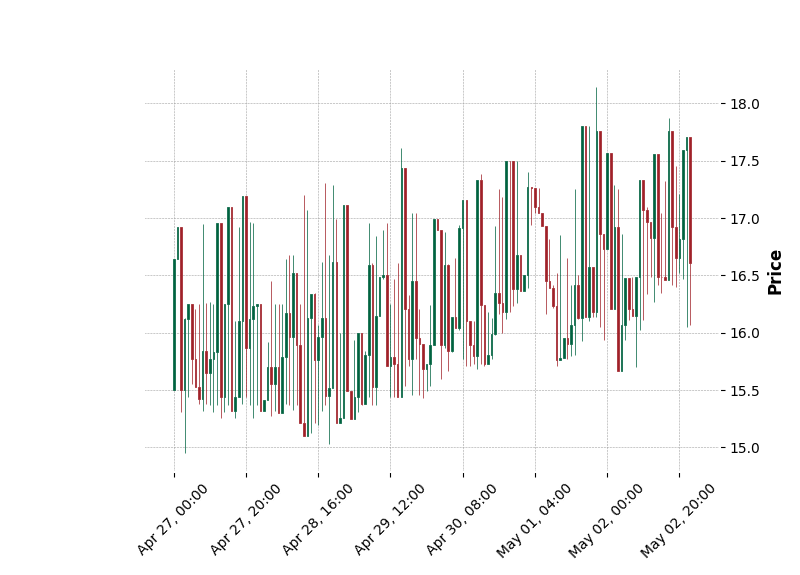 18.0
17.5
17.0
16.5
16.0
15.5
15.0
Price
Apr 27, 00:00
Apr 27, 20:00
Apr 28, 16:00
Apr 29, 12:00
Apr 30, 08:00
May 01, 04:00
May 02, 00:00
May 02, 20:00